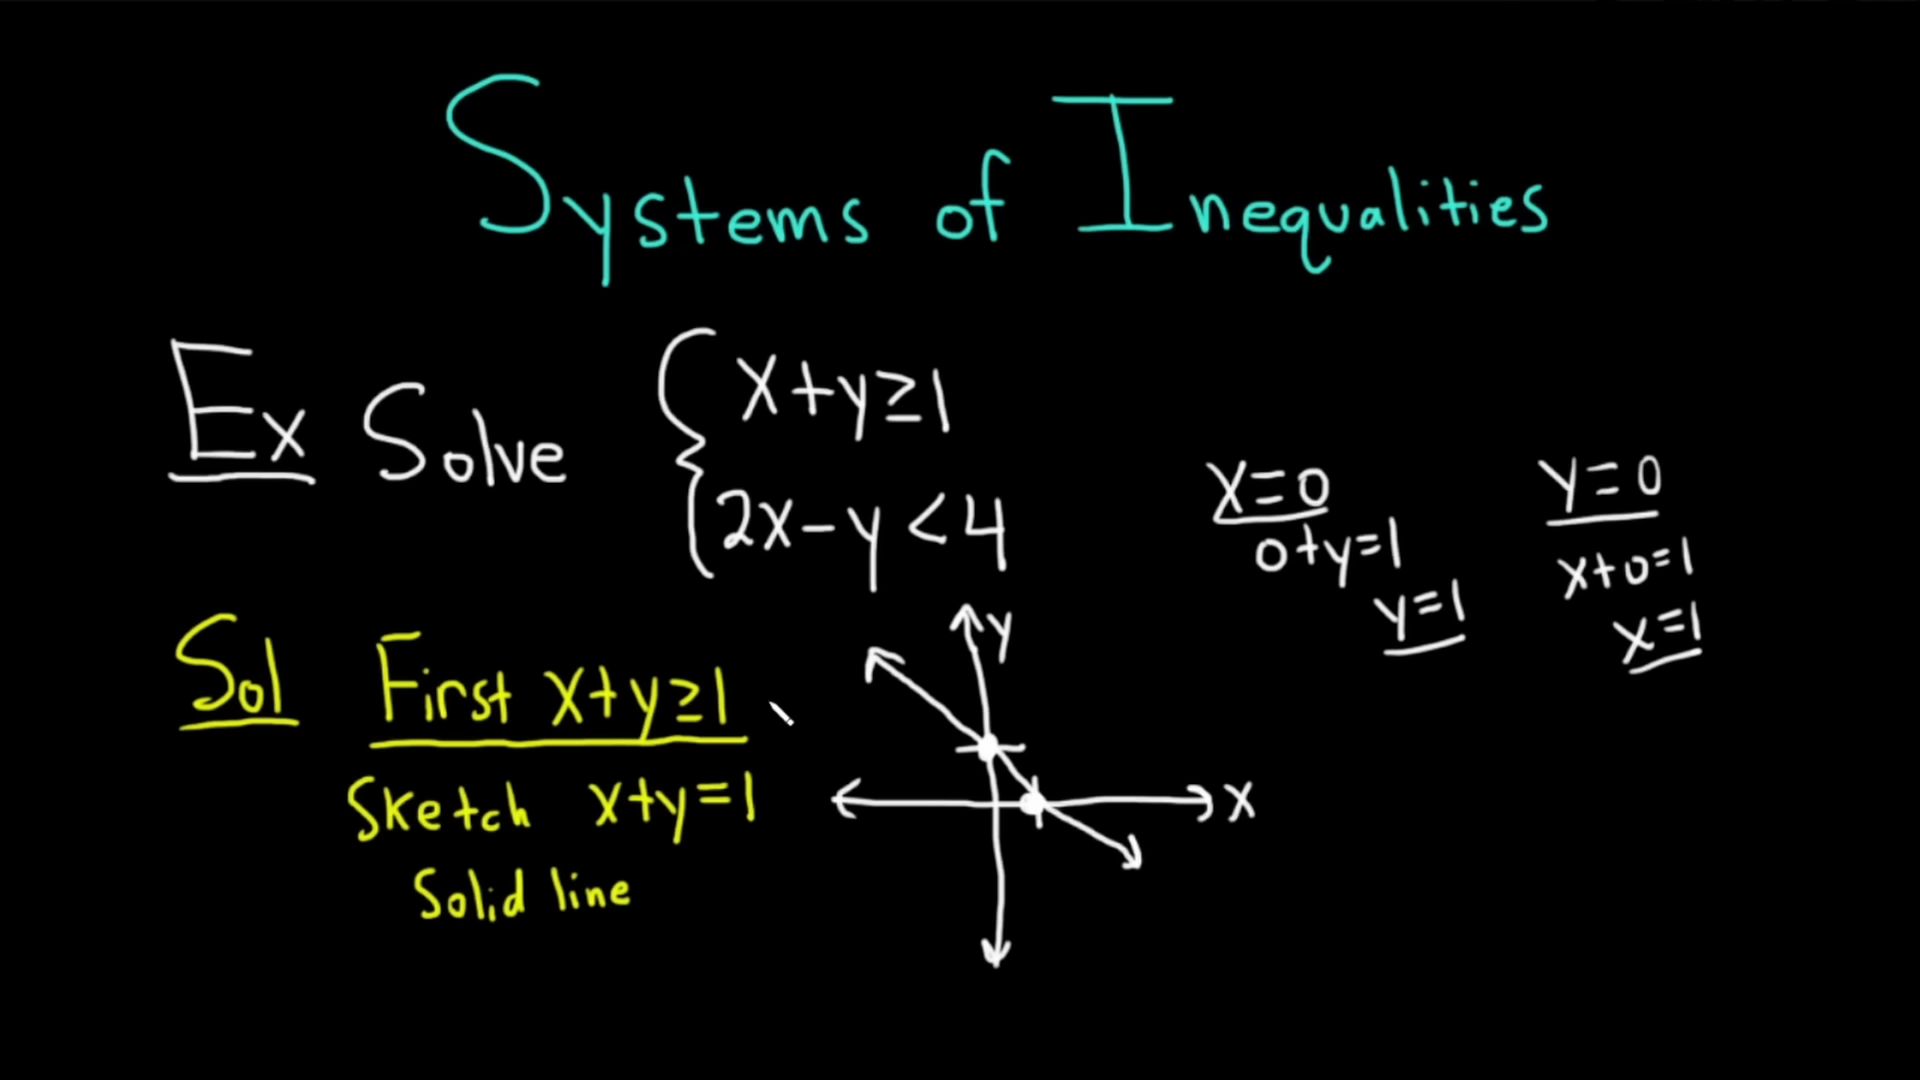 Systems of Inequalities
Ex Solve { x+y≥1
2x-y<4
x=0
0+y=1
y=1
y=0
x+0=1
x=1
Sol First x+y≥1
Sketch x+y=1
Solid line
y
x